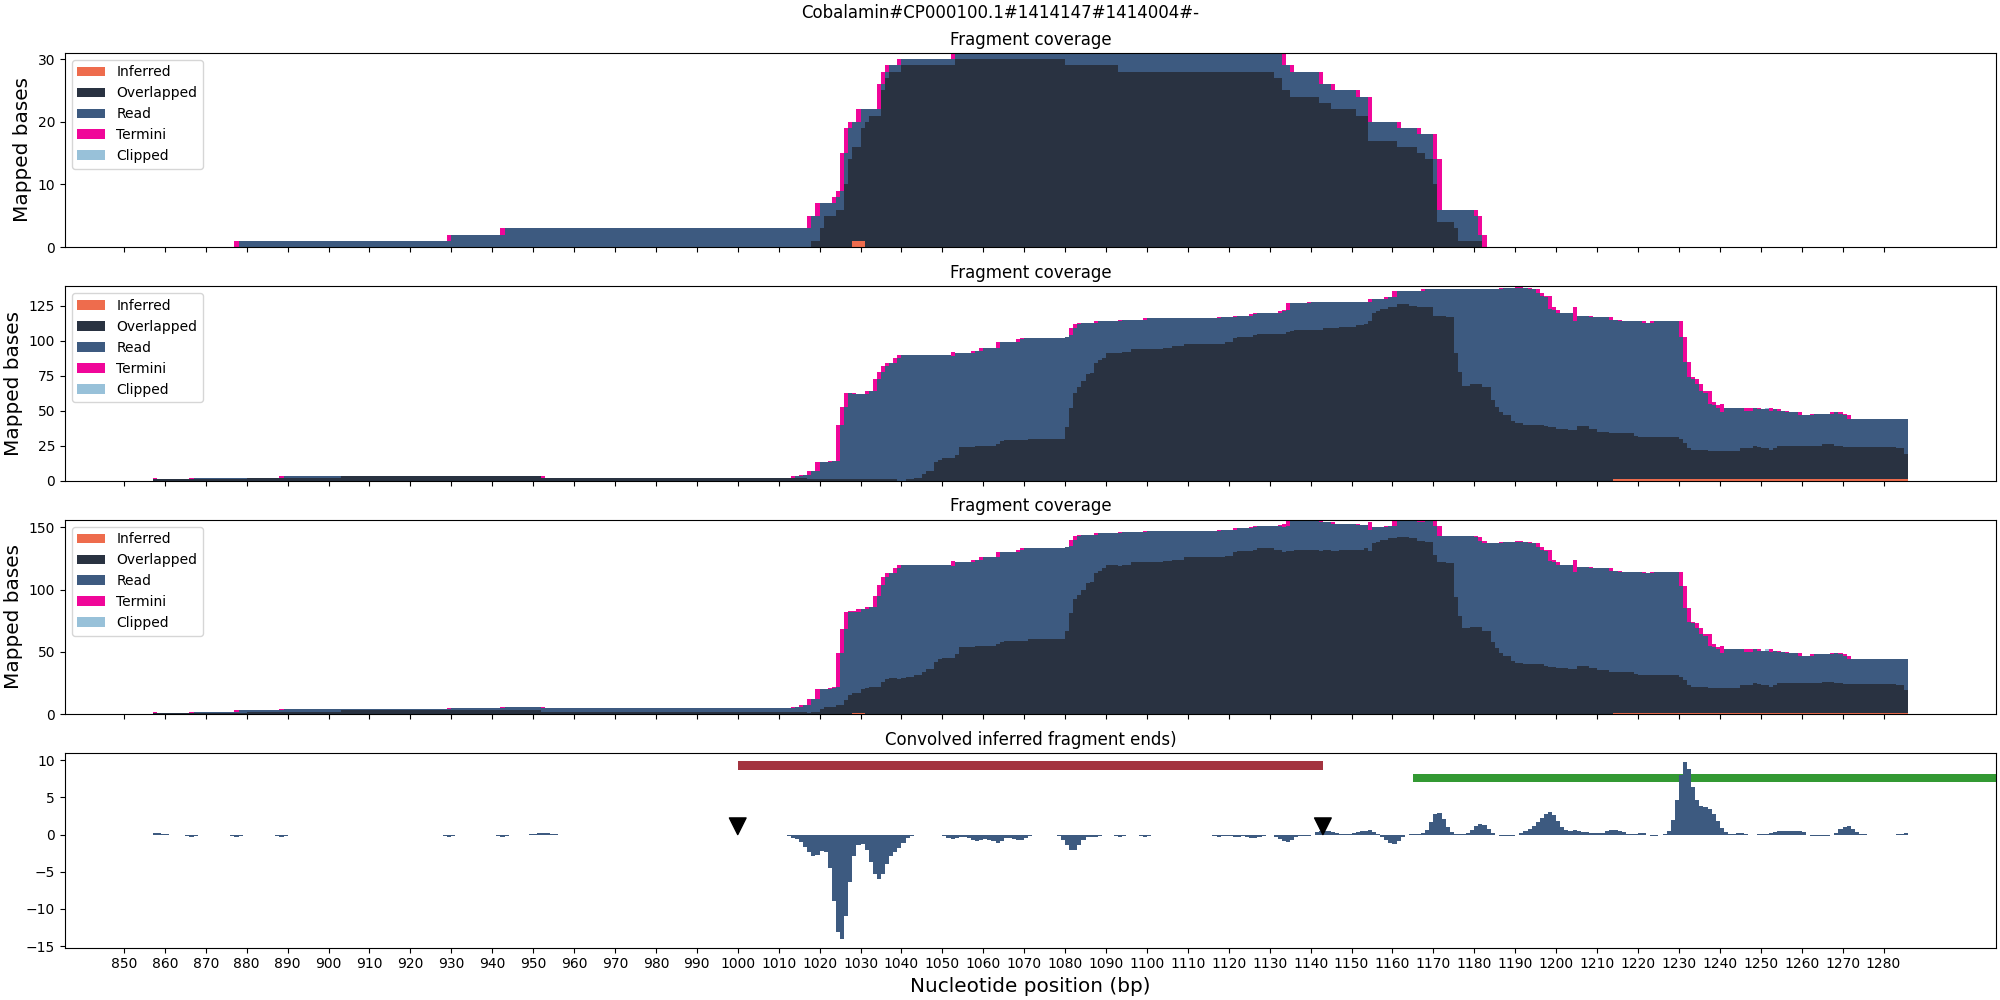 Cobalamin#CP000100.1#1414147#1414004#-
Fragment coverage
Mapped bases
30
20
10
0
Inferred
Overlapped
Read
Termini
Clipped
Fragment coverage
Mapped bases
125
100
75
50
25
0
Inferred
Overlapped
Read
Termini
Clipped
Fragment coverage
Mapped bases
150
100
50
0
Inferred
Overlapped
Read
Termini
Clipped
Convolved inferred fragment ends)
10
5
0
−5
−10
−15
850 860 870 880 890 900 910 920 930 940 950 960 970 980 990 1000 1010 1020 1030 1040 1050 1060 1070 1080 1090 1100 1110 1120 1130 1140 1150 1160 1170 1180 1190 1200 1210 1220 1230 1240 1250 1260 1270 1280
Nucleotide position (bp)